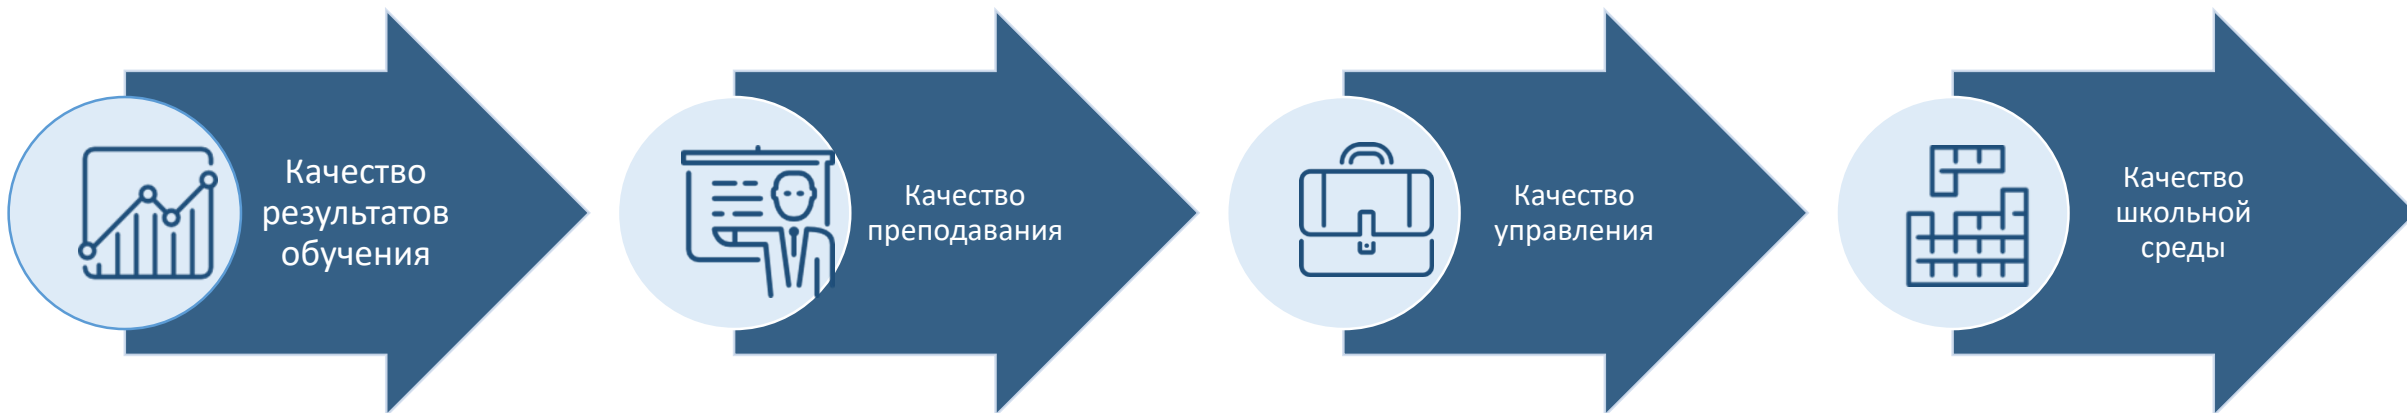 Качество
результатов
обучения
Качество
преподавания
Качество
управления
Качество
школьной
среды